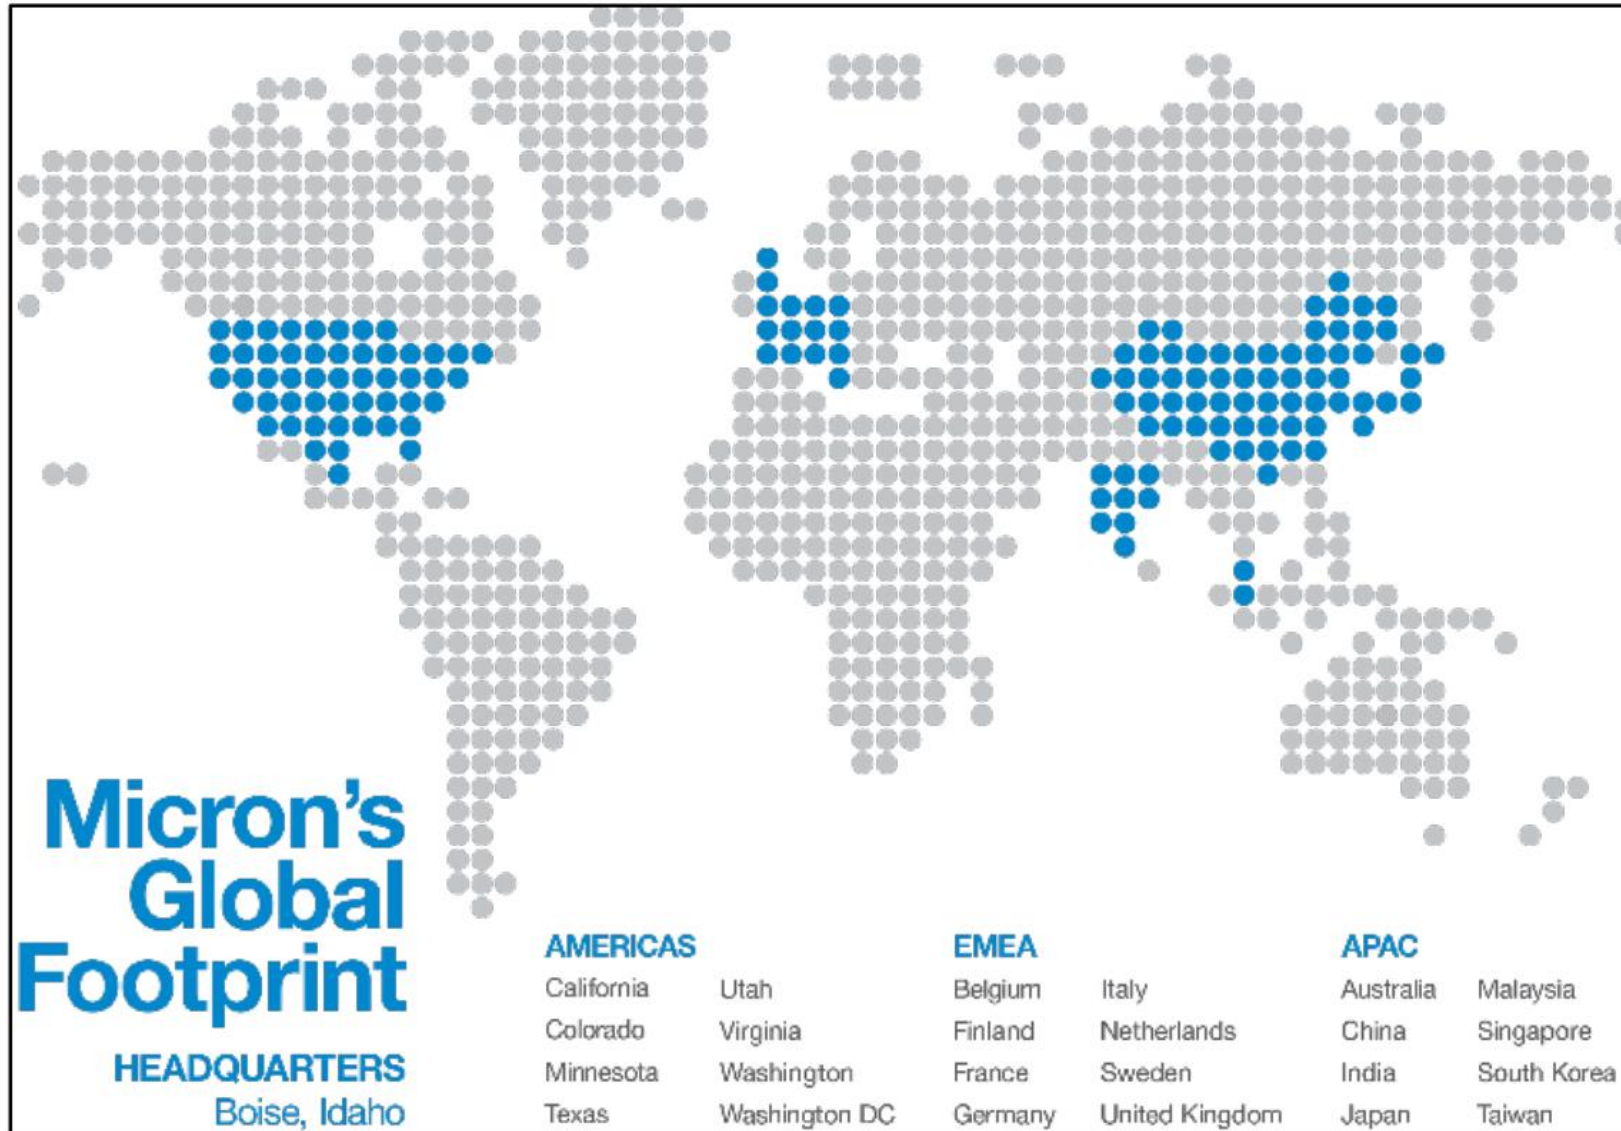 Micron's
Global
Footprint
HEADQUARTERS
Boise, Idaho
AMERICAS
California
Colorado
Minnesota
Texas
Utah
Virginia
Washington
Washington DC
EMEA
Belgium
Finland
France
Germany
Italy
Netherlands
Sweden
United Kingdom
APAC
Australia
China
India
Japan
Malaysia
Singapore
South Korea
Taiwan